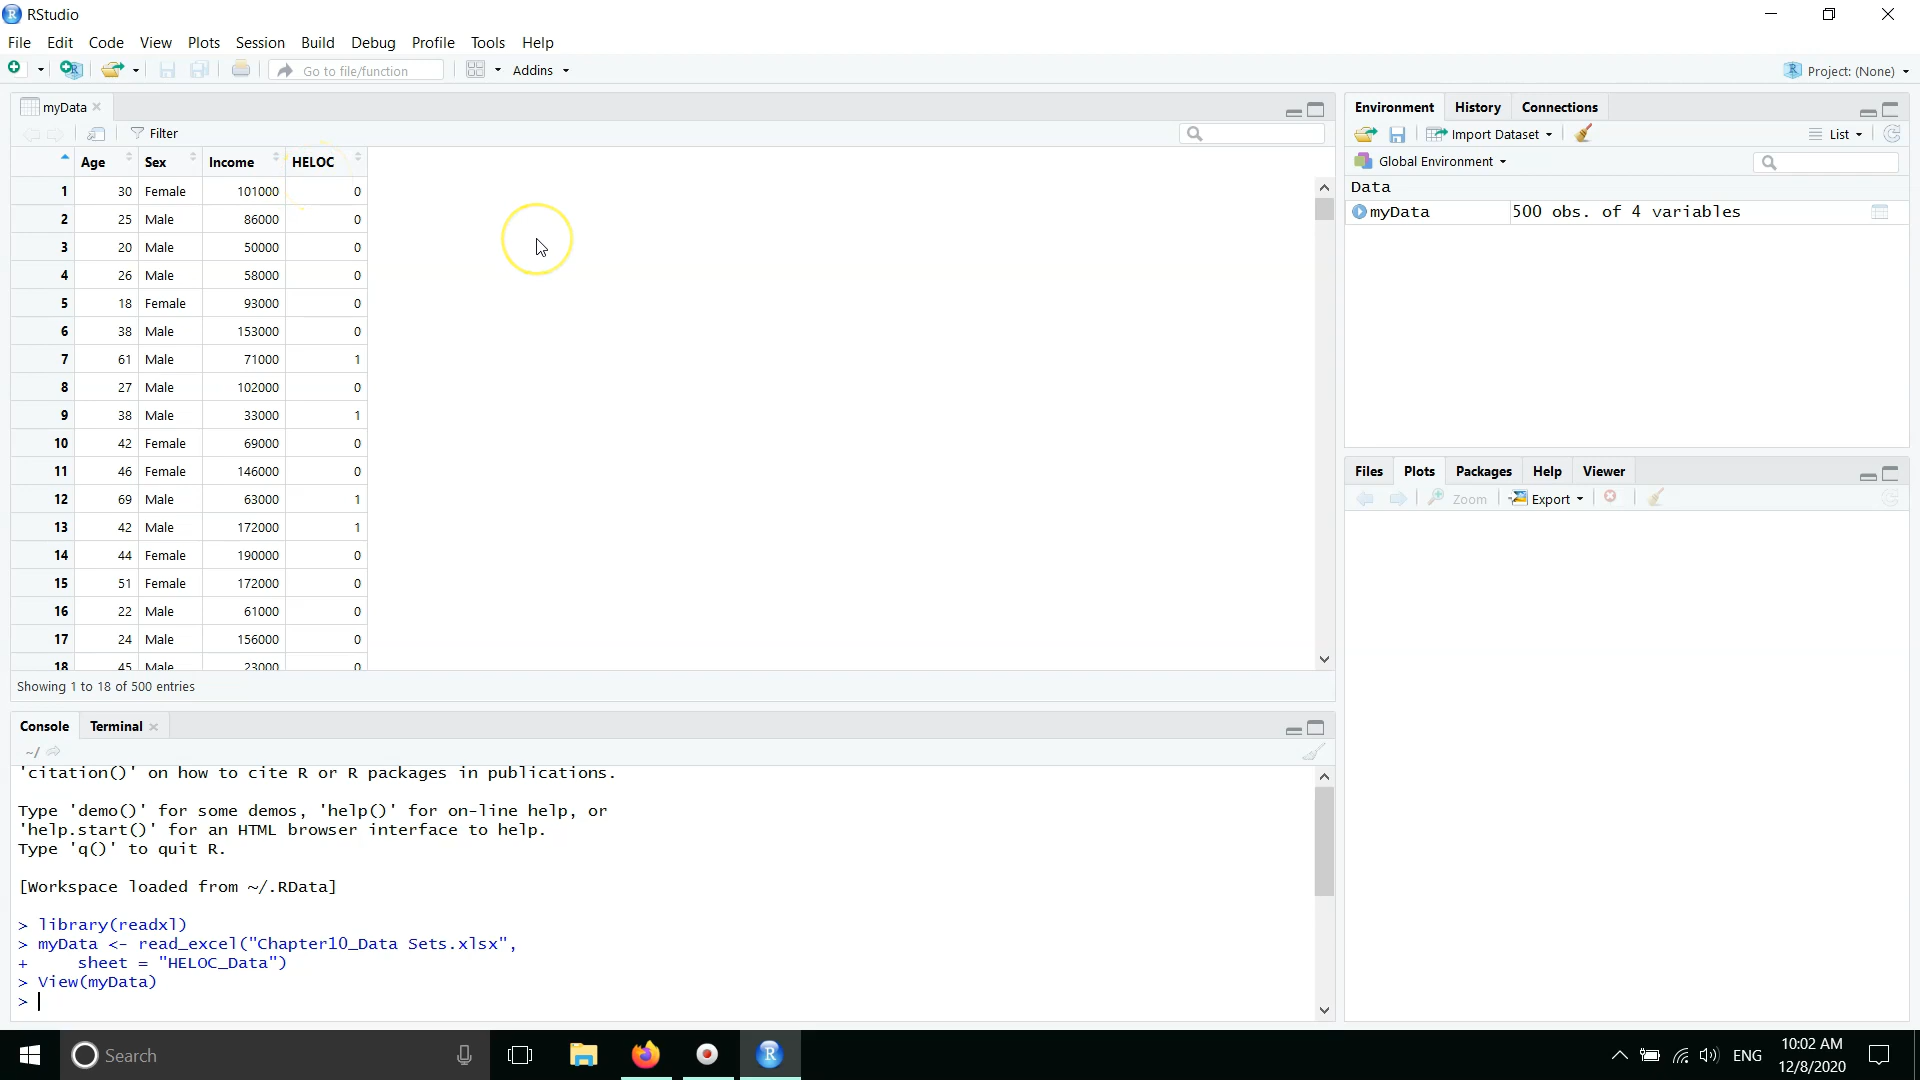 RStudio
File Edit Code View Plots Session Build Debug Profile Tools Help
Go to file/function Addins Project: (None)
myData
Filter
Age Sex Income HELOC
1 30 Female 101000 0
2 25 Male 86000 0
3 20 Male 50000 0
4 26 Male 58000 0
5 18 Female 93000 0
6 38 Male 153000 0
7 61 Male 71000 1
8 27 Male 102000 0
9 38 Male 33000 1
10 42 Female 69000 0
11 46 Female 146000 0
12 69 Male 63000 1
13 42 Male 172000 1
14 44 Female 190000 0
15 51 Female 172000 0
16 22 Male 61000 0
17 24 Male 156000 0
18 45 Male 23000 0
Showing 1 to 18 of 500 entries
Console Terminal
~/
'citation()' on how to cite R or R packages in publications.
Type 'demo()' for some demos, 'help()' for on-line help, or
'help.start()' for an HTML browser interface to help.
Type 'q()' to quit R.
[Workspace loaded from ~/.RData]
> library(readxl)
> myData <- read_excel("Chapter10_Data Sets.xlsx",
+ sheet = "HELOC_Data")
> View(myData)
>
Environment History Connections
Import Dataset List
Global Environment
Data
myData 500 obs. of 4 variables
Files Plots Packages Help Viewer
Zoom Export
Search
ENG
10:02 AM
12/8/2020